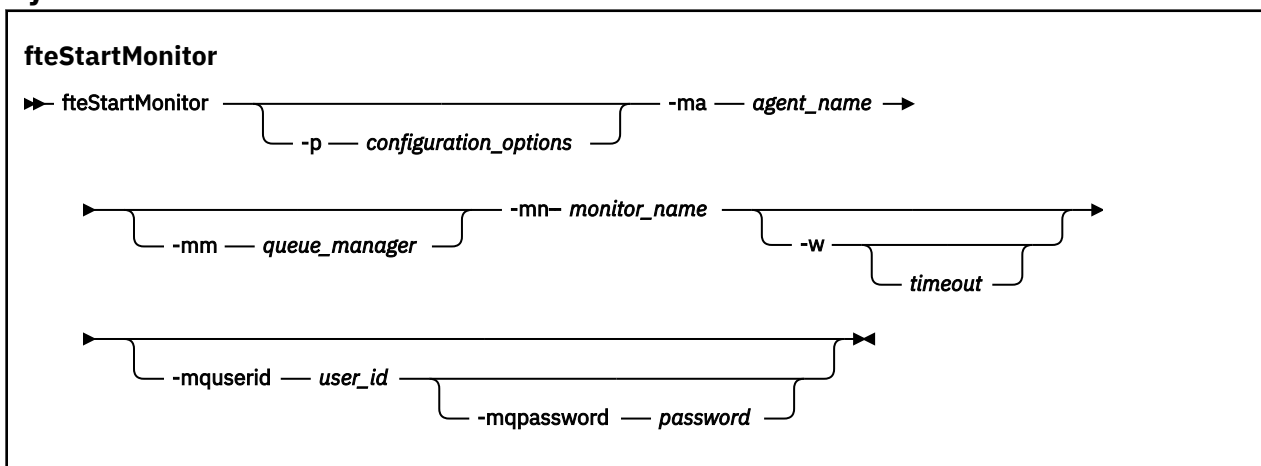 fteStartMonitor
fteStartMonitor -ma agent_name
-p configuration_options
-mn monitor_name
-mm queue_manager -w
timeout
-mquserid user_id
-mqpassword password